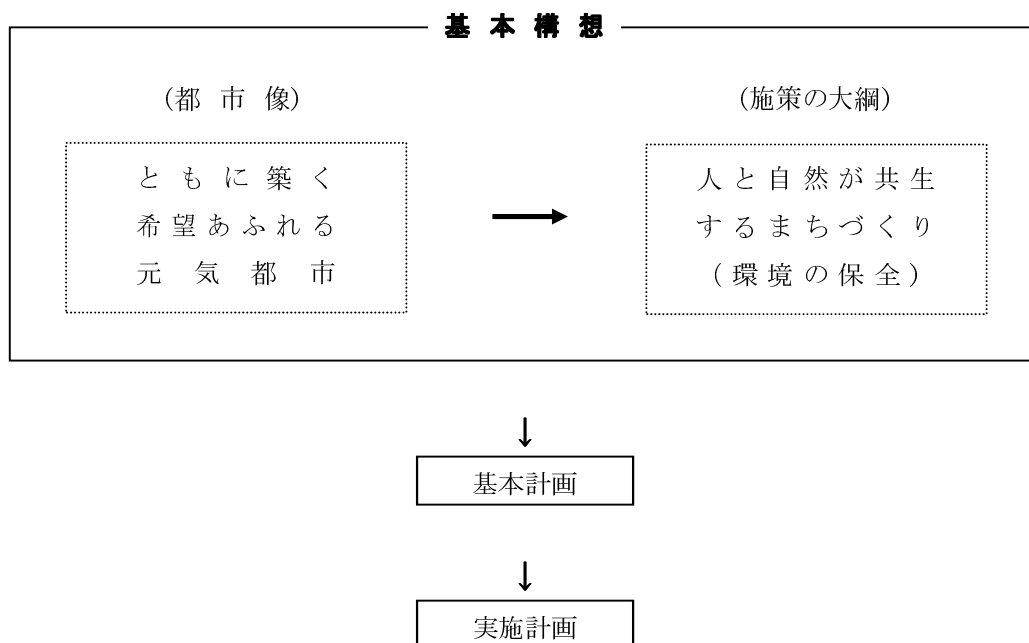 基本構想
(都市像)
ともに築く
希望あふれる
元気都市
→
(施策の大綱)
人と自然が共生
するまちづくり
(環境の保全)
↓
基本計画
↓
実施計画